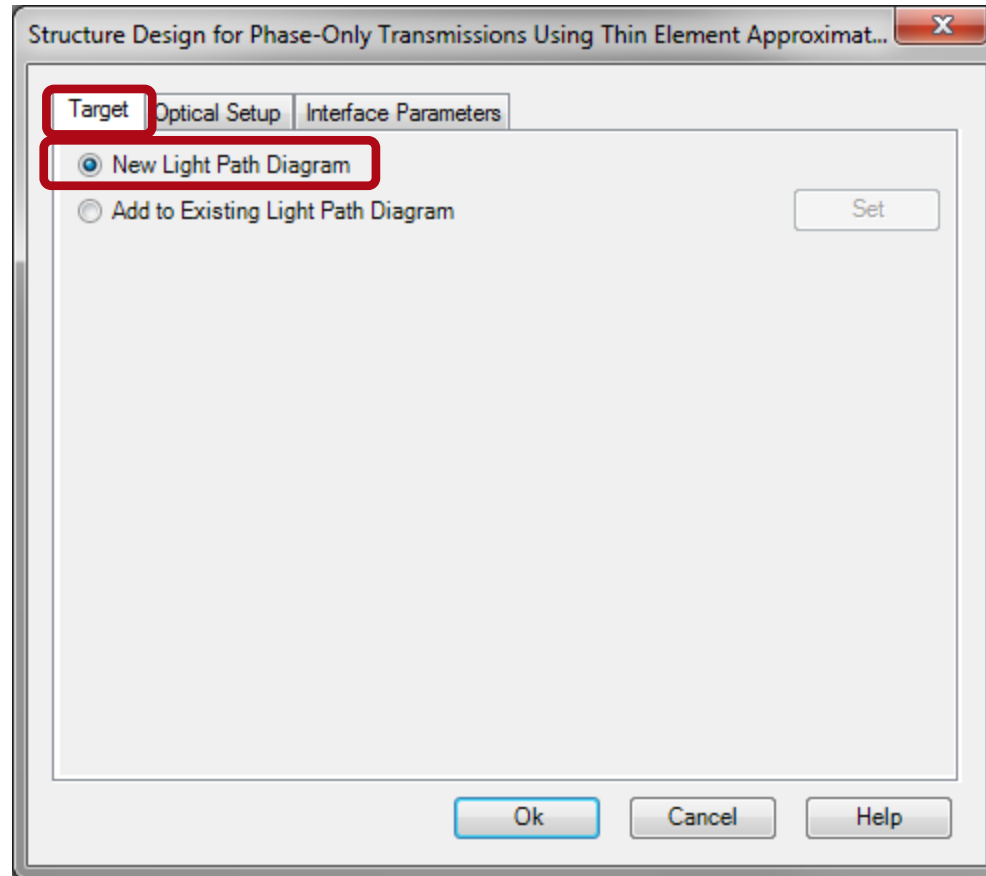 Structure Design for Phase-Only Transmissions Using Thin Element Approximat...
Target Optical Setup Interface Parameters
New Light Path Diagram
Add to Existing Light Path Diagram Set
Ok Cancel Help